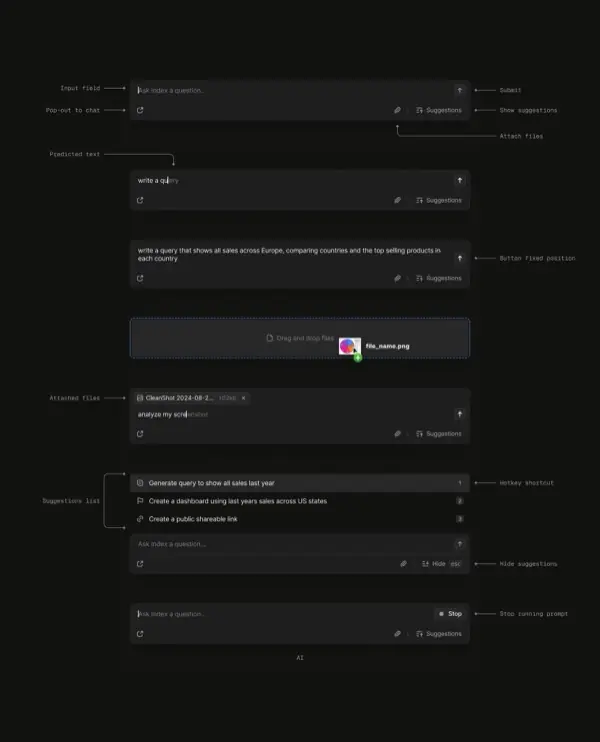 Input field
Ask Index a question...
Submit
Pop-out to chat
Suggestions
Show suggestions
Attach files
Predicted text
write a query
Suggestions
write a query that shows all sales across Europe, comparing countries and the top selling products in
each country
Button fixed position
Suggestions
Drag and drop files
file_name.png
Attached files
CleanShot 2024-08-2...
analyze my screenshot
Suggestions
Generate query to show all sales last year
1
Hotkey shortcut
Suggestions list
Create a dashboard using last years sales across US states
2
Create a public shareable link
3
Ask Index a question...
Hide
esc
Hide suggestions
Ask Index a question...
Stop
Stop running prompt
Suggestions
AI